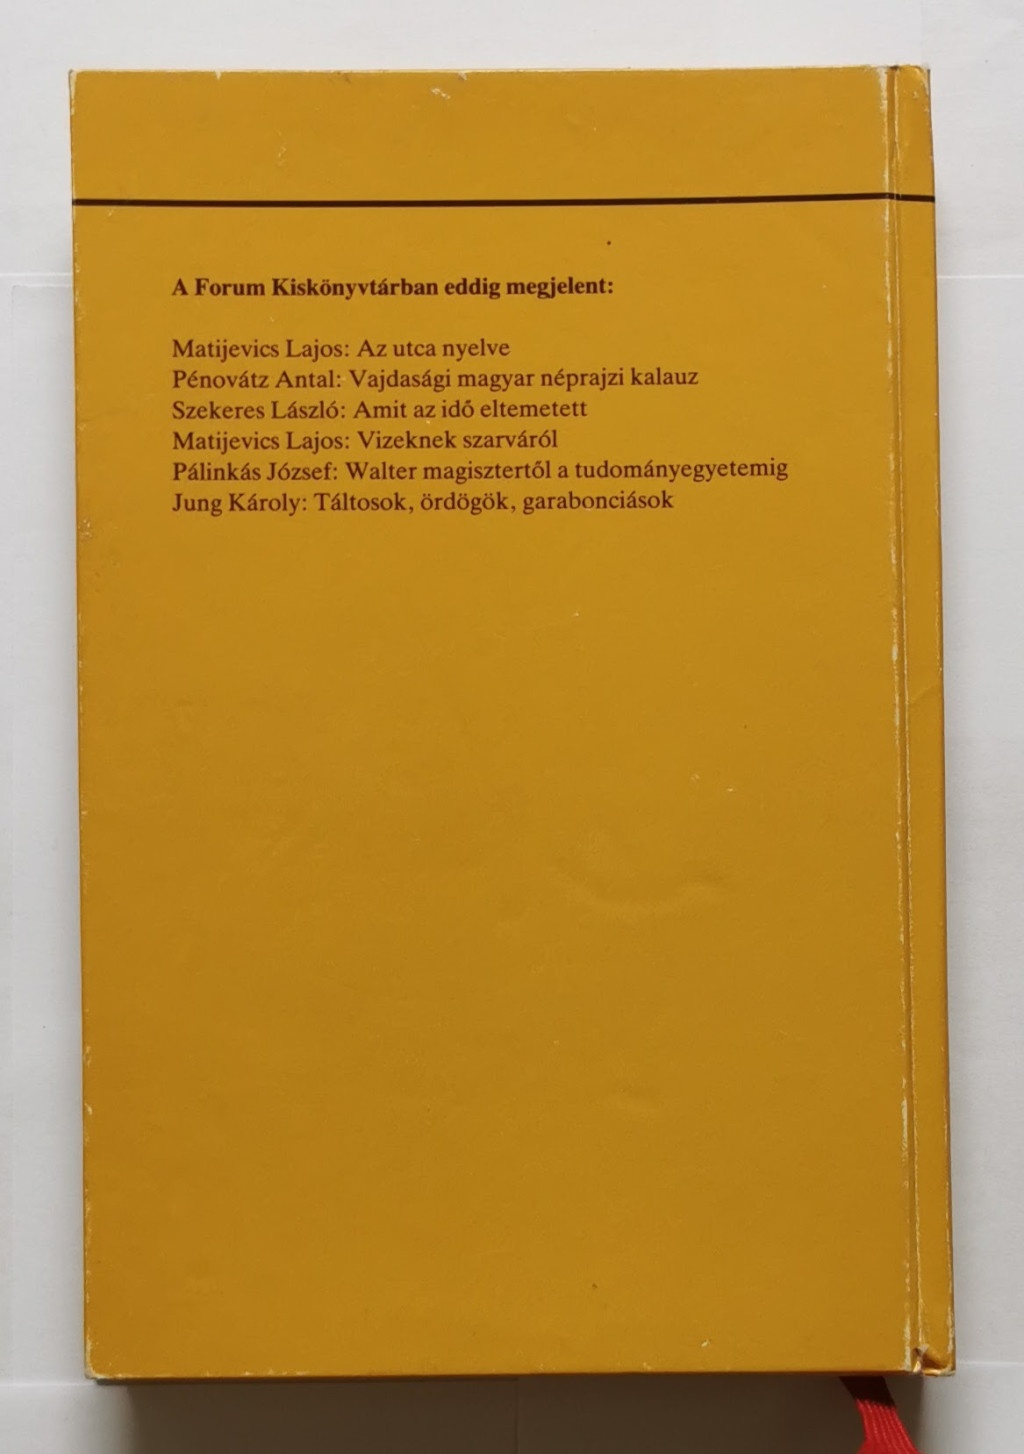 A Forum Kiskönyvtárban eddig megjelent:
Matijevics Lajos: Az utca nyelve
Pénovátz Antal: Vajdasági magyar néprajzi kalauz
Szekeres László: Amit az idő eltemetett
Matijevics Lajos: Vizeknek szarváról
Pálinkás József: Walter magisztertől a tudományegyetemig
Jung Károly: Táltosok, ördögök, garabonciások